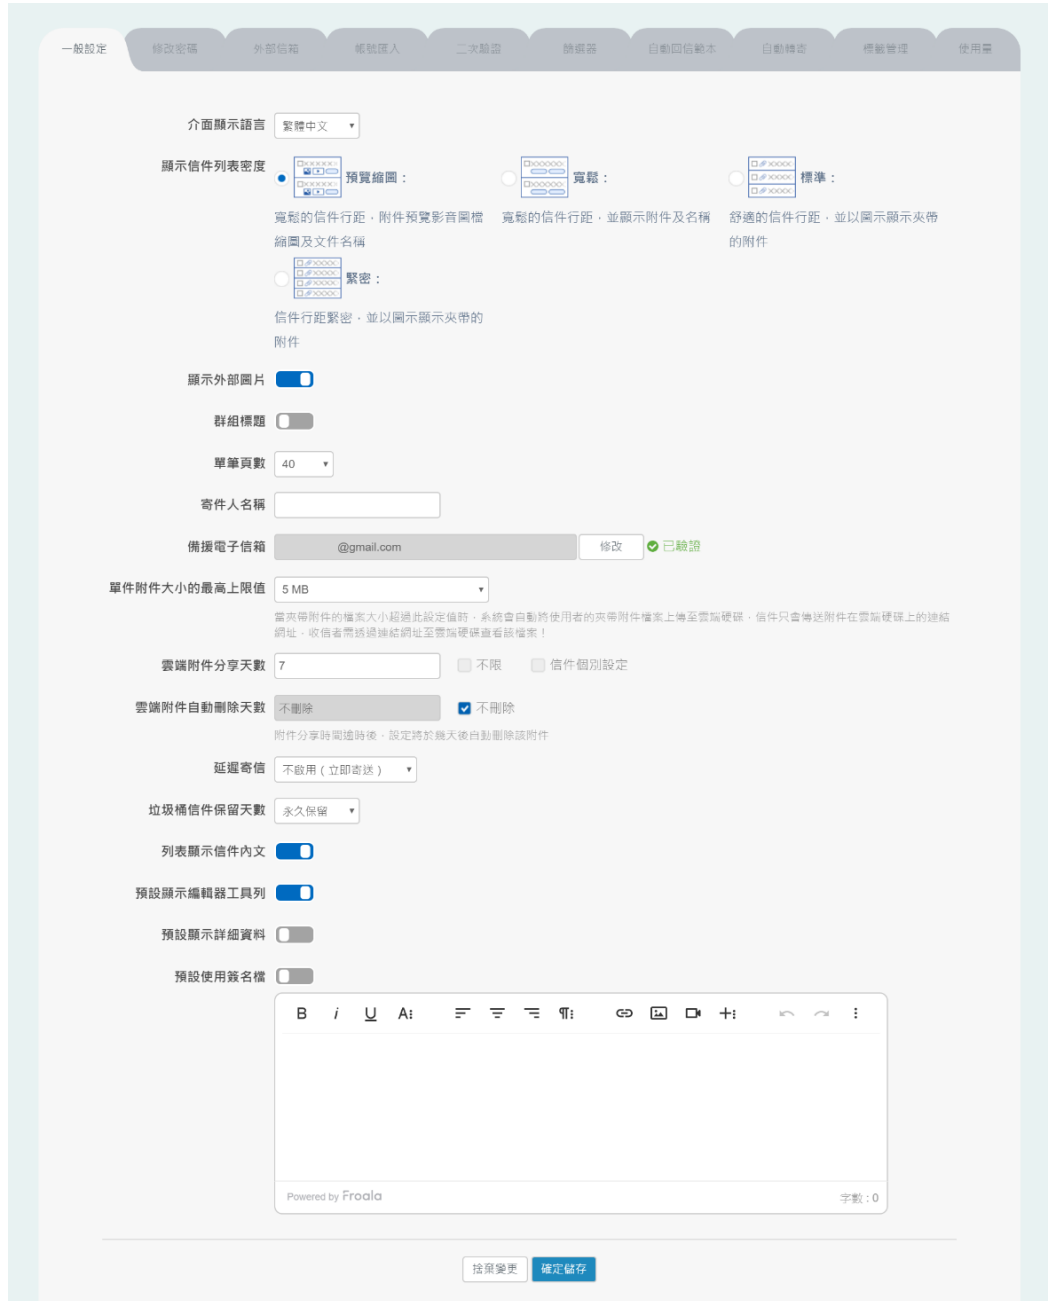 一般設定 修改密碼 外部信箱 帳號匯入 二次驗證 篩選器 自動回信範本 自動轉寄 標籤管理 使用量
介面顯示語言 繁體中文
顯示信件列表密度
預覽縮圖：
寬鬆的信件行距，附件預覽影音圖檔
縮圖及文件名稱
寬鬆：
寬鬆的信件行距，並顯示附件及名稱
標準：
舒適的信件行距，並以圖示顯示夾帶
的附件
緊密：
信件行距緊密，並以圖示顯示夾帶的
附件
顯示外部圖片
群組標題
單筆頁數 40
寄件人名稱
備援電子信箱 @gmail.com 修改 已驗證
單件附件大小的最高上限值 5 MB
當夾帶附件的檔案大小超過此設定值時，系統會自動將使用者的夾帶附件檔案上傳至雲端硬碟，信件只會傳送附件在雲端硬碟上的連結
網址，收信者需透過連結網址至雲端硬碟查看該檔案！
雲端附件分享天數 7 不限 信件個別設定
雲端附件自動刪除天數 不刪除 不刪除
附件分享時間逾時後，設定將於幾天後自動刪除該附件
延遲寄信 不啟用（立即寄送）
垃圾桶信件保留天數 永久保留
列表顯示信件內文
預設顯示編輯器工具列
預設顯示詳細資料
預設使用簽名檔
Powered by Froala 字數：0
捨棄變更 確定儲存